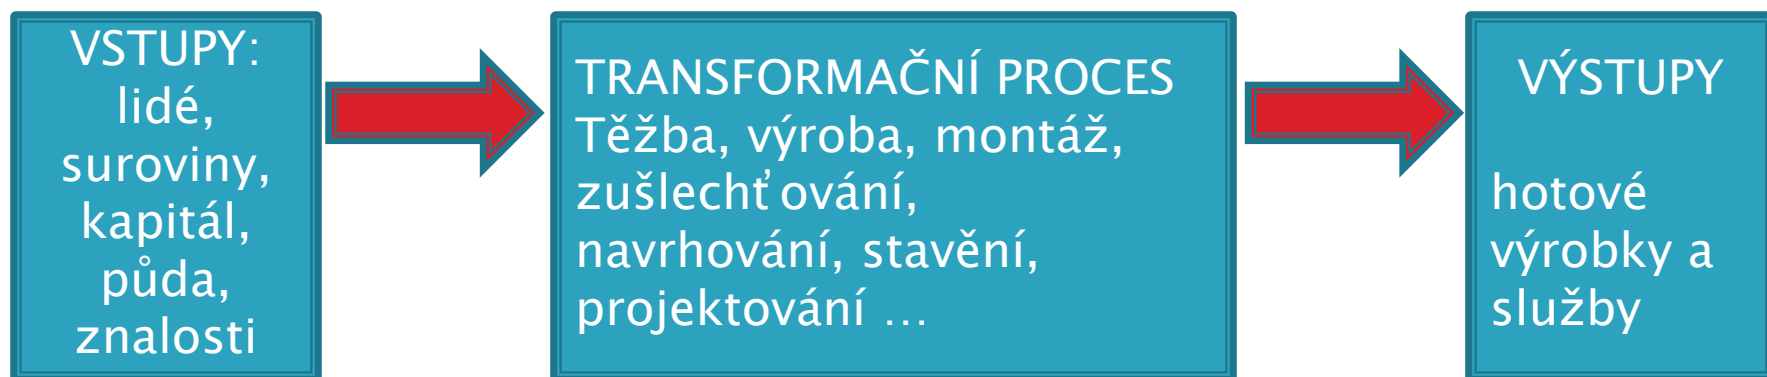 VSTUPY:
lidé,
suroviny,
kapitál,
půda,
znalosti
TRANSFORMAČNÍ PROCES
Těžba, výroba, montáž,
zušlechťování,
navrhování, stavění,
projektování …
VÝSTUPY
hotové
výrobky a
služby